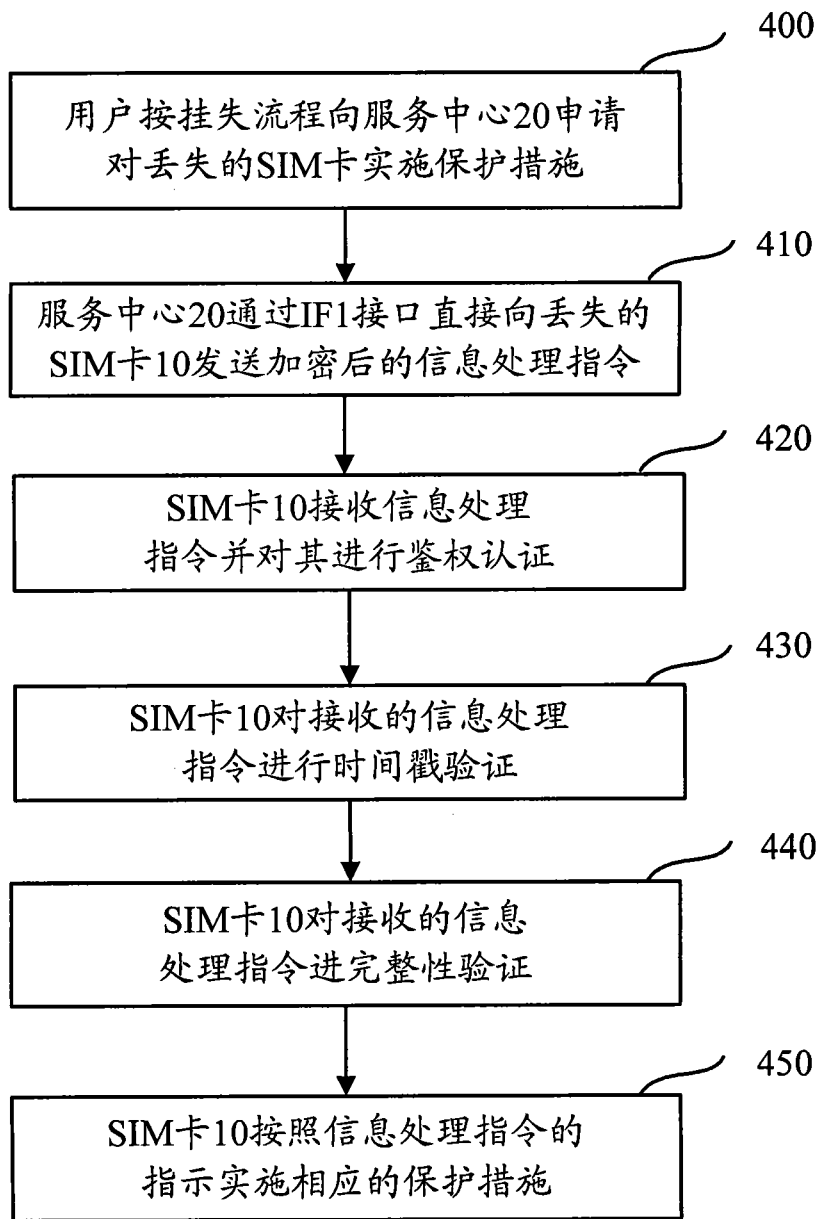 400
用户按挂失流程向服务中心20申请
对丢失的SIM卡实施保护措施
410
服务中心20通过IF1接口直接向丢失的
SIM卡10发送加密后的信息处理指令
420
SIM卡10接收信息处理
指令并对其进行鉴权认证
430
SIM卡10对接收的信息处理
指令进行时间戳验证
440
SIM卡10对接收的信息
处理指令进完整性验证
450
SIM卡10按照信息处理指令的
指示实施相应的保护措施